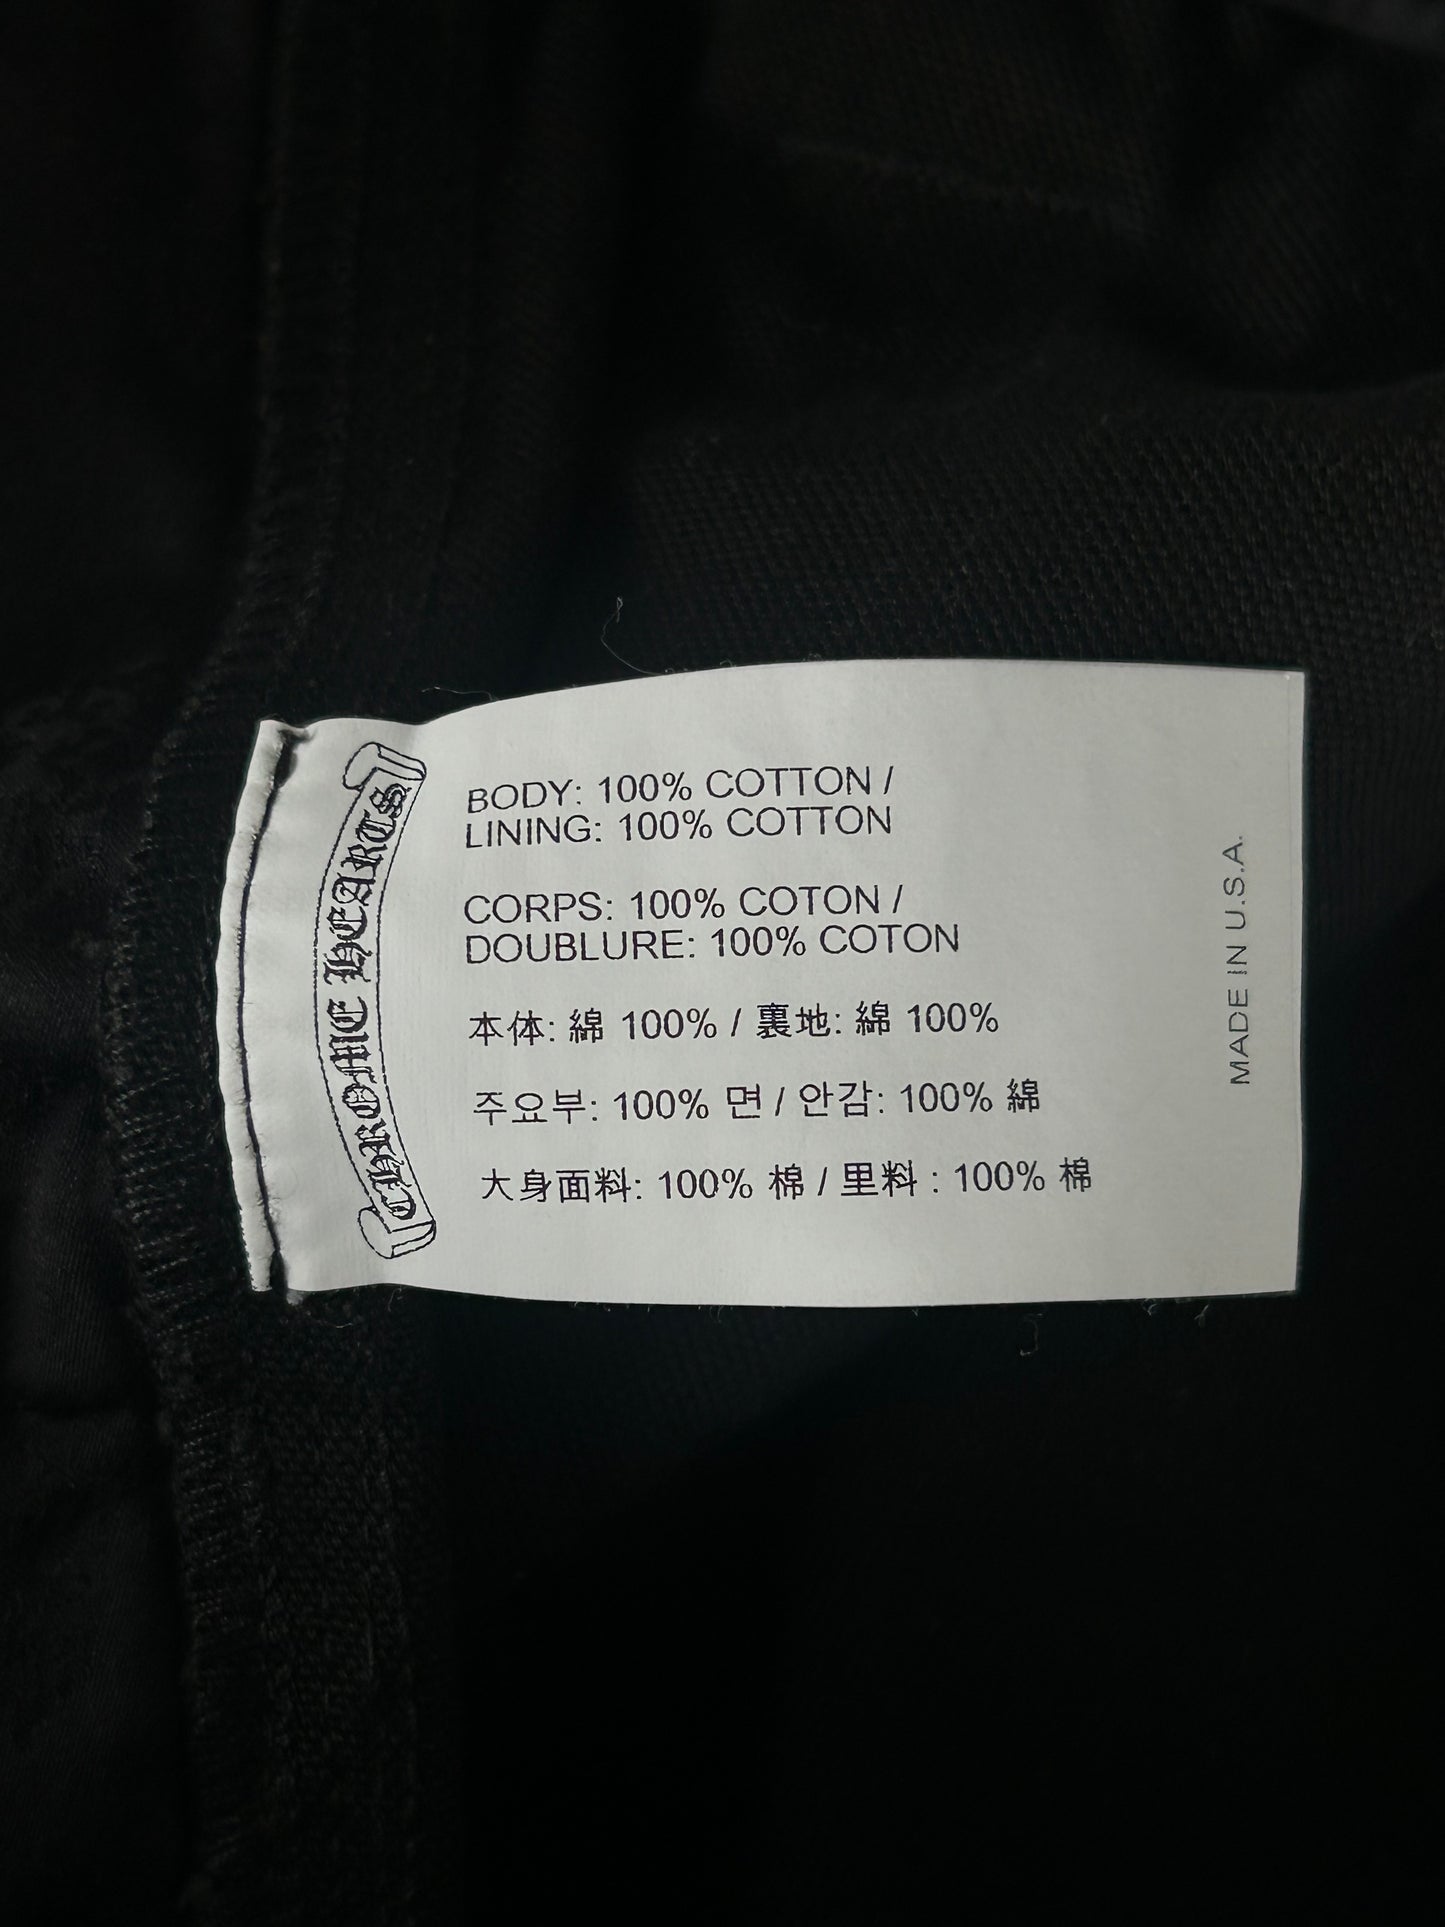 CHROME HEARTS
BODY: 100% COTTON /
LINING: 100% COTTON
CORPS: 100% COTON /
DOUBLURE: 100% COTON
本体: 綿 100% / 裏地: 綿 100%
주요부: 100% 면 / 안감: 100% 綿
大身面料: 100% 棉 / 里料 : 100% 棉
MADE IN U.S.A.